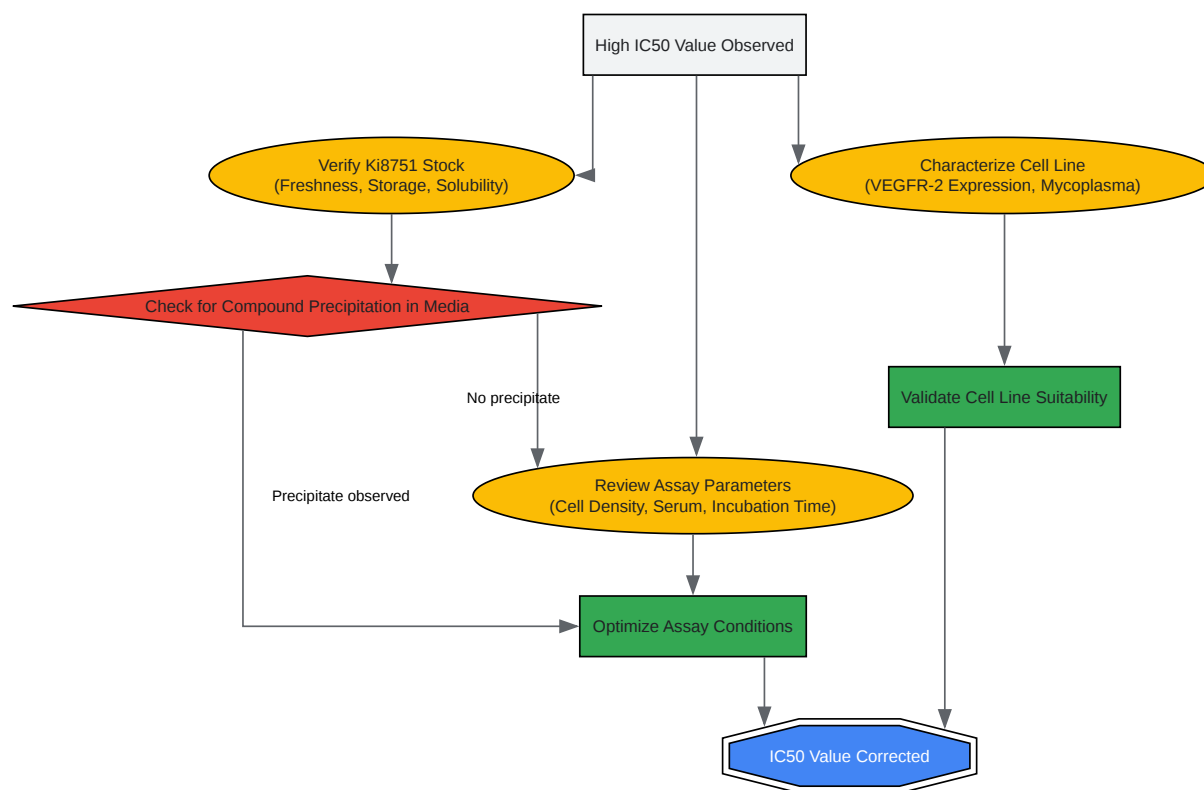 High IC50 Value Observed
Verify Ki8751 Stock
(Freshness, Storage, Solubility)
Characterize Cell Line
(VEGFR-2 Expression, Mycoplasma)
Check for Compound Precipitation in Media
No precipitate
Validate Cell Line Suitability
Precipitate observed
Review Assay Parameters
(Cell Density, Serum, Incubation Time)
Optimize Assay Conditions
IC50 Value Corrected